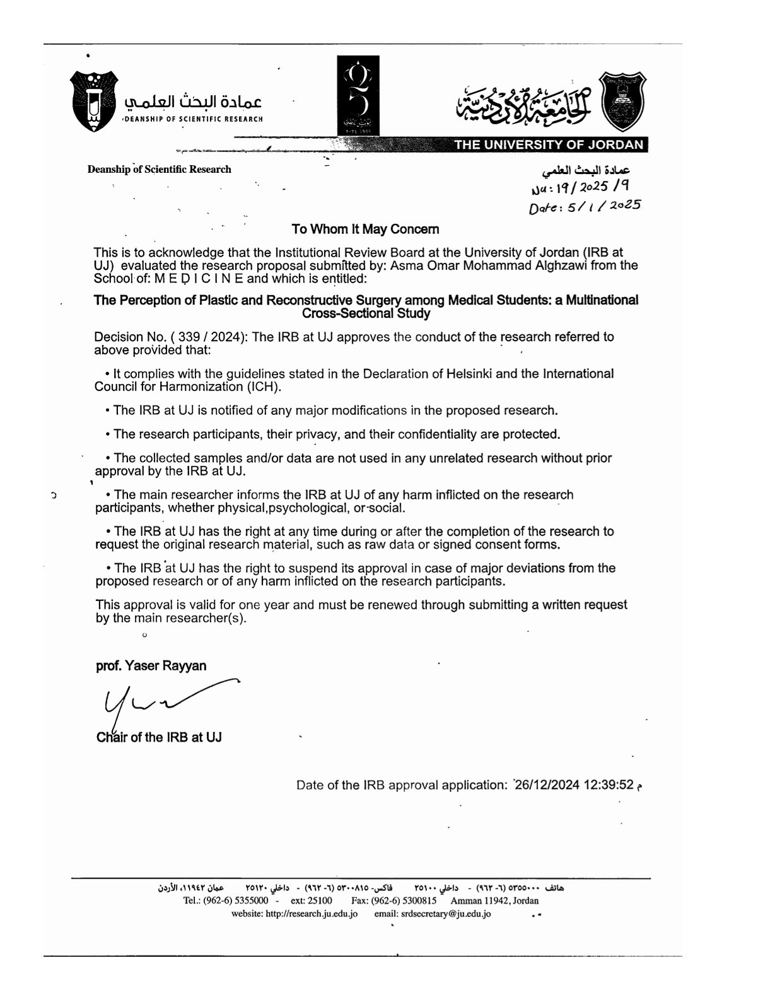 عمادة البحث العلمي
DEANSHIP OF SCIENTIFIC RESEARCH
25
الجامعة الأردنية
THE UNIVERSITY OF JORDAN
Deanship of Scientific Research
عمادة البحث العلمي
19/2025/9
Date: 5/1/2025
To Whom It May Concern
This is to acknowledge that the Institutional Review Board at the University of Jordan (IRB at
UJ) evaluated the research proposal submitted by: Asma Omar Mohammad Alghzawi from the
School of: M E D I C I N E and which is entitled:
The Perception of Plastic and Reconstructive Surgery among Medical Students: a Multinational
Cross-Sectional Study
Decision No. ( 339 / 2024): The IRB at UJ approves the conduct of the research referred to
above provided that:
• It complies with the guidelines stated in the Declaration of Helsinki and the International
Council for Harmonization (ICH).
• The IRB at UJ is notified of any major modifications in the proposed research.
• The research participants, their privacy, and their confidentiality are protected.
• The collected samples and/or data are not used in any unrelated research without prior
approval by the IRB at UJ.
• The main researcher informs the IRB at UJ of any harm inflicted on the research
participants, whether physical,psychological, or social.
• The IRB at UJ has the right at any time during or after the completion of the research to
request the original research material, such as raw data or signed consent forms.
• The IRB at UJ has the right to suspend its approval in case of major deviations from the
proposed research or of any harm inflicted on the research participants.
This approval is valid for one year and must be renewed through submitting a written request
by the main researcher(s).
prof. Yaser Rayyan
Chair of the IRB at UJ
Date of the IRB approval application: 26/12/2024 12:39:52 م
هاتف ٥٣٥٥٠٠٠ (٦- ٩٦٢) - داخلي ٢٥١٠٠ فاكس- ٥٣٠٠٨١٥ (٦- ٩٦٢) - داخلي ٢٥١٢٠ عمان ١١٩٤٢، الأردن
Tel.: (962-6) 5355000 - ext: 25100 Fax: (962-6) 5300815 Amman 11942, Jordan
website: http://research.ju.edu.jo email: srdsecretary@ju.edu.jo